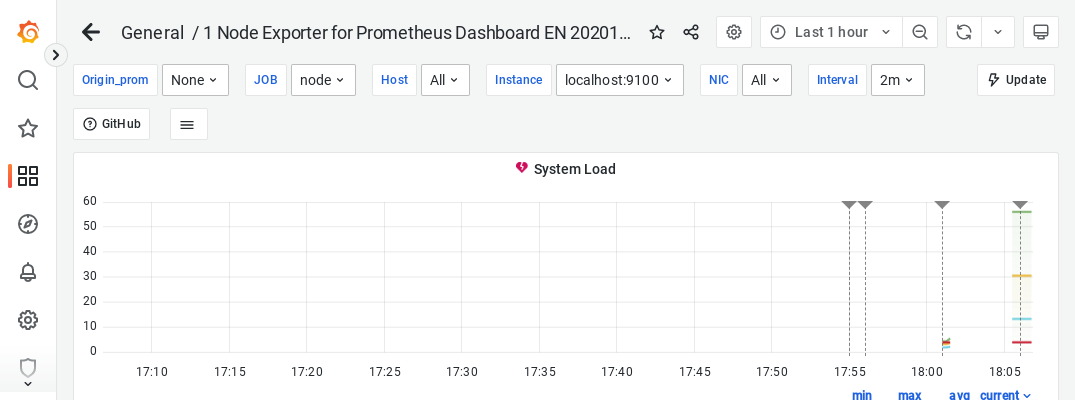 General / 1 Node Exporter for Prometheus Dashboard EN 20201...
Last 1 hour
Origin_prom None JOB node Host All Instance localhost:9100 NIC All Interval 2m Update
GitHub
System Load
60
50
40
30
20
10
0
17:10 17:15 17:20 17:25 17:30 17:35 17:40 17:45 17:50 17:55 18:00 18:05
min max avg current